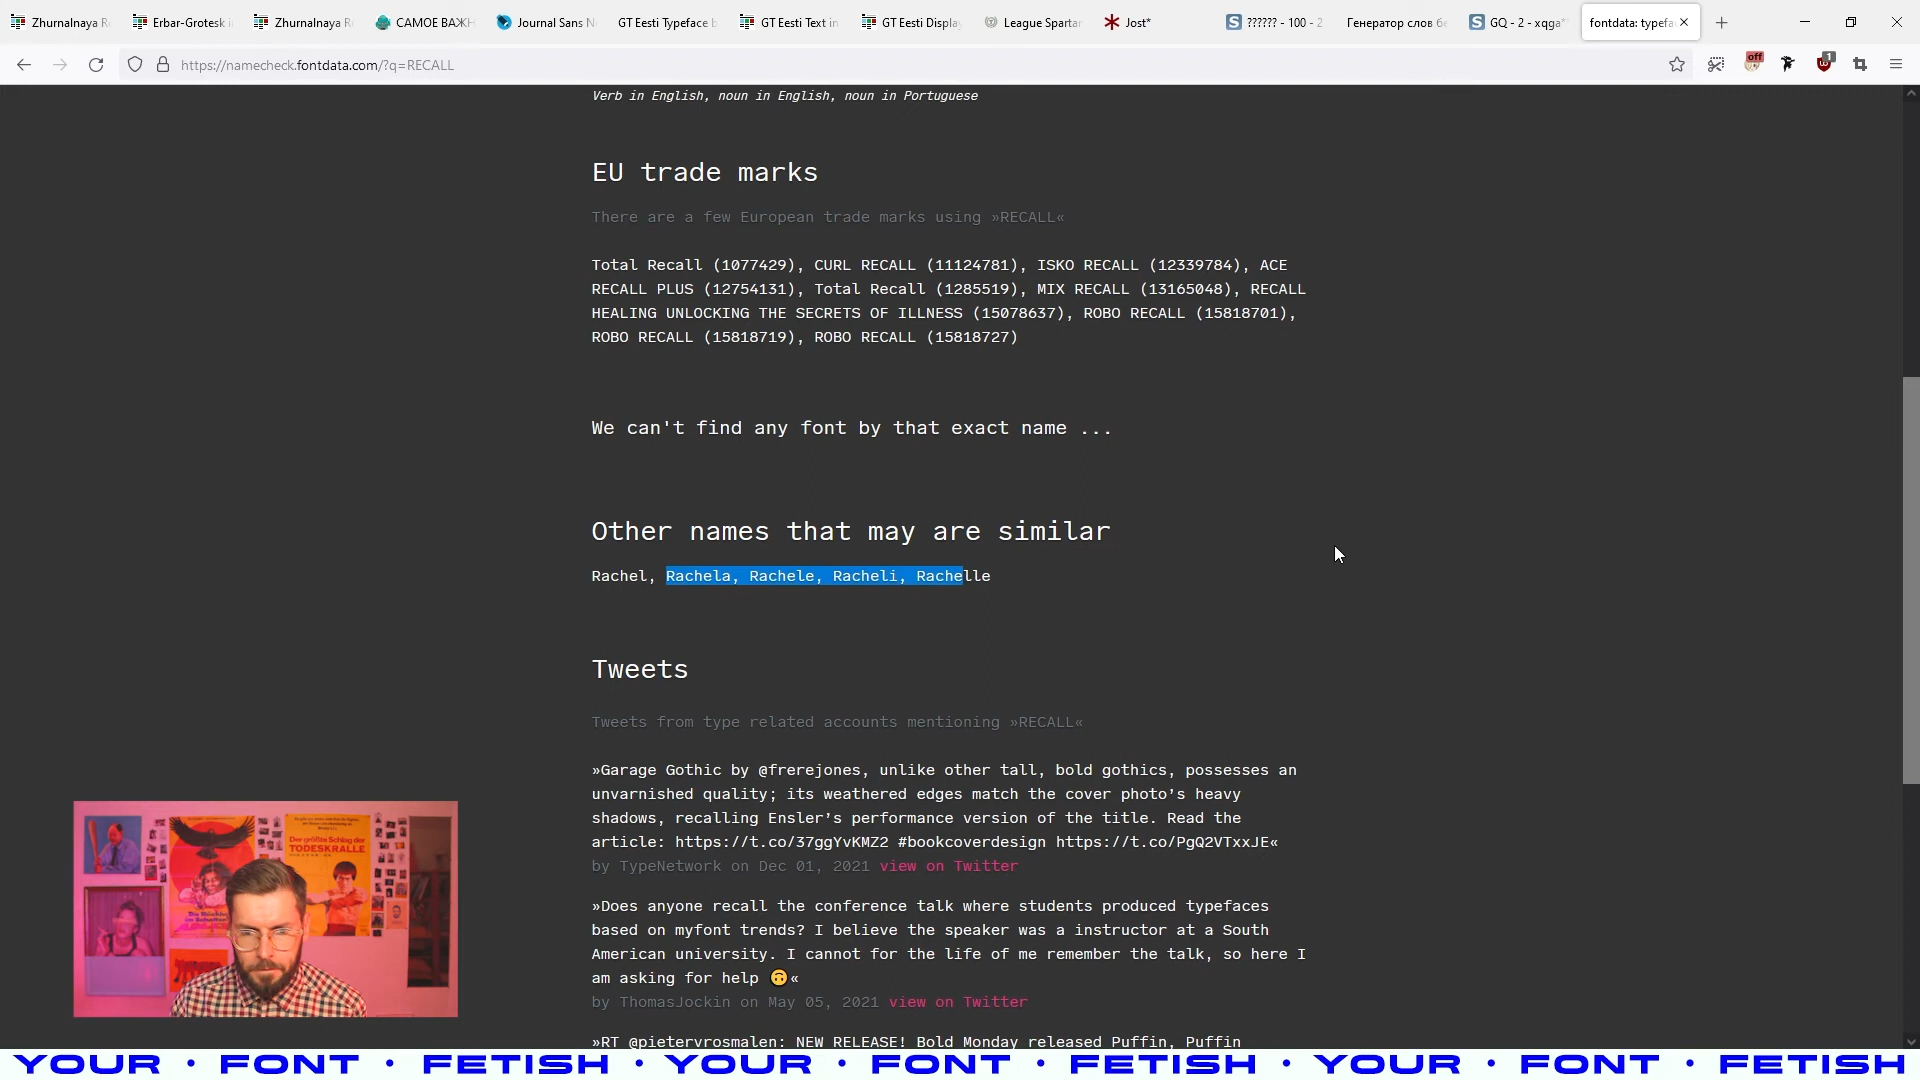 Zhurnalnaya R
Erbar-Grotesk i
Zhurnalnaya R
САМОЕ ВАЖН
Journal Sans N
GT Eesti Typeface b
GT Eesti Text in
GT Eesti Display
League Spartan
Jost*
?????? - 100 - 2
Генератор слов бе
GQ - 2 - xqga*
fontdata: typefa
https://namecheck.fontdata.com/?q=RECALL
off
1
Verb in English, noun in English, noun in Portuguese
EU trade marks
There are a few European trade marks using »RECALL«
Total Recall (1077429), CURL RECALL (11124781), ISKO RECALL (12339784), ACE
RECALL PLUS (12754131), Total Recall (1285519), MIX RECALL (13165048), RECALL
HEALING UNLOCKING THE SECRETS OF ILLNESS (15078637), ROBO RECALL (15818701),
ROBO RECALL (15818719), ROBO RECALL (15818727)
We can't find any font by that exact name ...
Other names that may are similar
Rachel, Rachela, Rachele, Racheli, Rachelle
Tweets
Tweets from type related accounts mentioning »RECALL«
»Garage Gothic by @frerejones, unlike other tall, bold gothics, possesses an
unvarnished quality; its weathered edges match the cover photo’s heavy
shadows, recalling Ensler’s performance version of the title. Read the
article: https://t.co/37ggYvKMZ2 #bookcoverdesign https://t.co/PgQ2VTxxJE«
by TypeNetwork on Dec 01, 2021 view on Twitter
»Does anyone recall the conference talk where students produced typefaces
based on myfont trends? I believe the speaker was a instructor at a South
American university. I cannot for the life of me remember the talk, so here I
am asking for help 🙃«
by ThomasJockin on May 05, 2021 view on Twitter
»RT @pietervrosmalen: NEW RELEASE! Bold Monday released Puffin, Puffin
Der größte Schlag der
TODESKRALLE
YOUR · FONT · FETISH · YOUR · FONT · FETISH · YOUR · FONT · FETISH